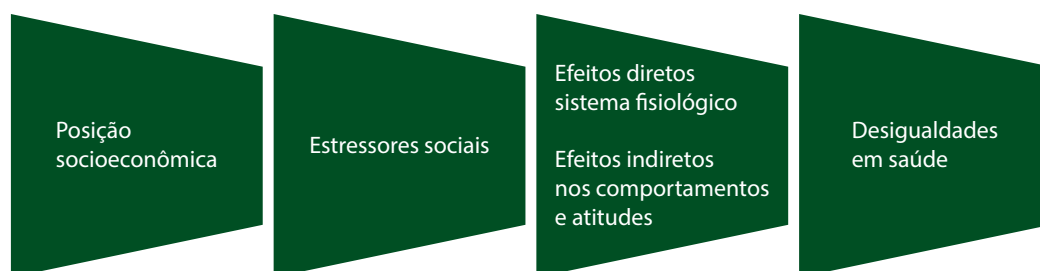 Posição
socioeconômica
Estressores sociais
Efeitos diretos
sistema fisiológico
Efeitos indiretos
nos comportamentos
e atitudes
Desigualdades
em saúde